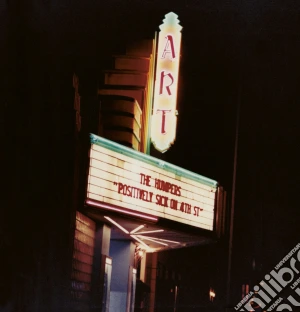 ART
THE HUMPERS
"POSITIVELY SICK ON 4TH ST"